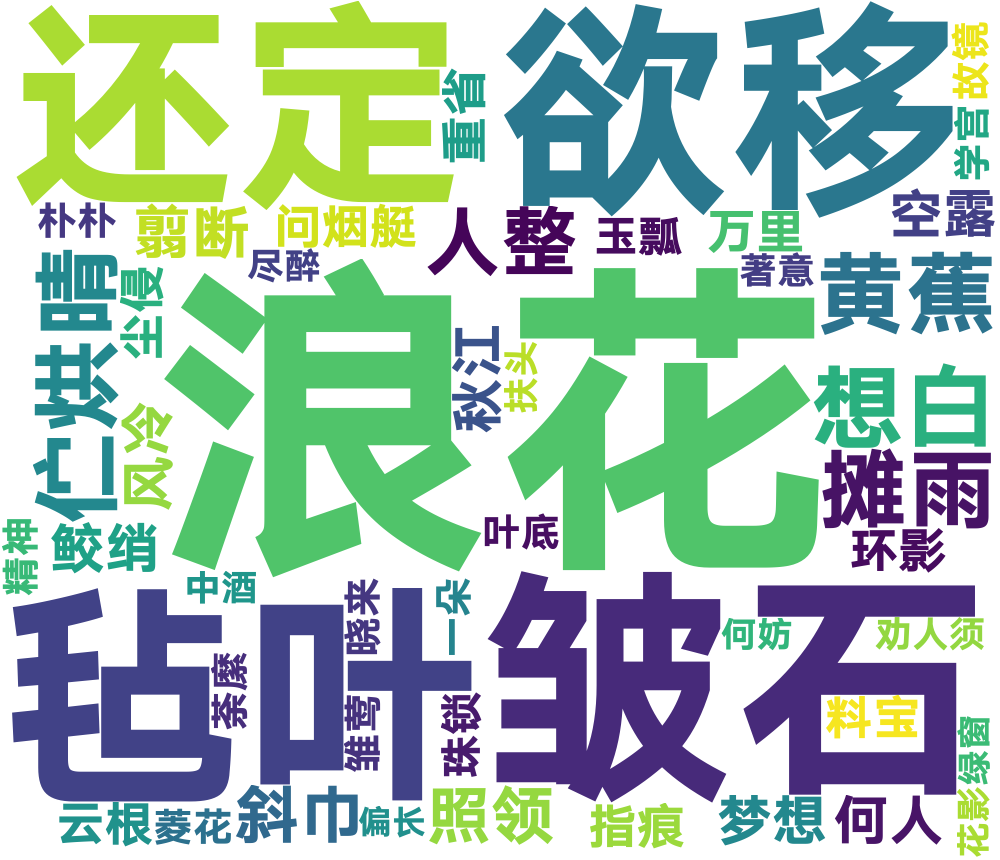 还定
欲移
重省
故镜
学宫
朴朴
翦断
问烟艇
人整
玉瓢
万里
空露
尽醉
著意
黄蕉
仁烘晴
尘侵
浪花
秋江
扶头
想白
风冷
摊雨
精神
鲛绡
叶底
环影
中洒
毡叶
晓来
一朵
皱石
何妨
劝人须
荼縻
雏莺
珠锁
料宝
花影绿窗
云根
菱花
斜巾
偏长
照领
指痕
梦想
何人